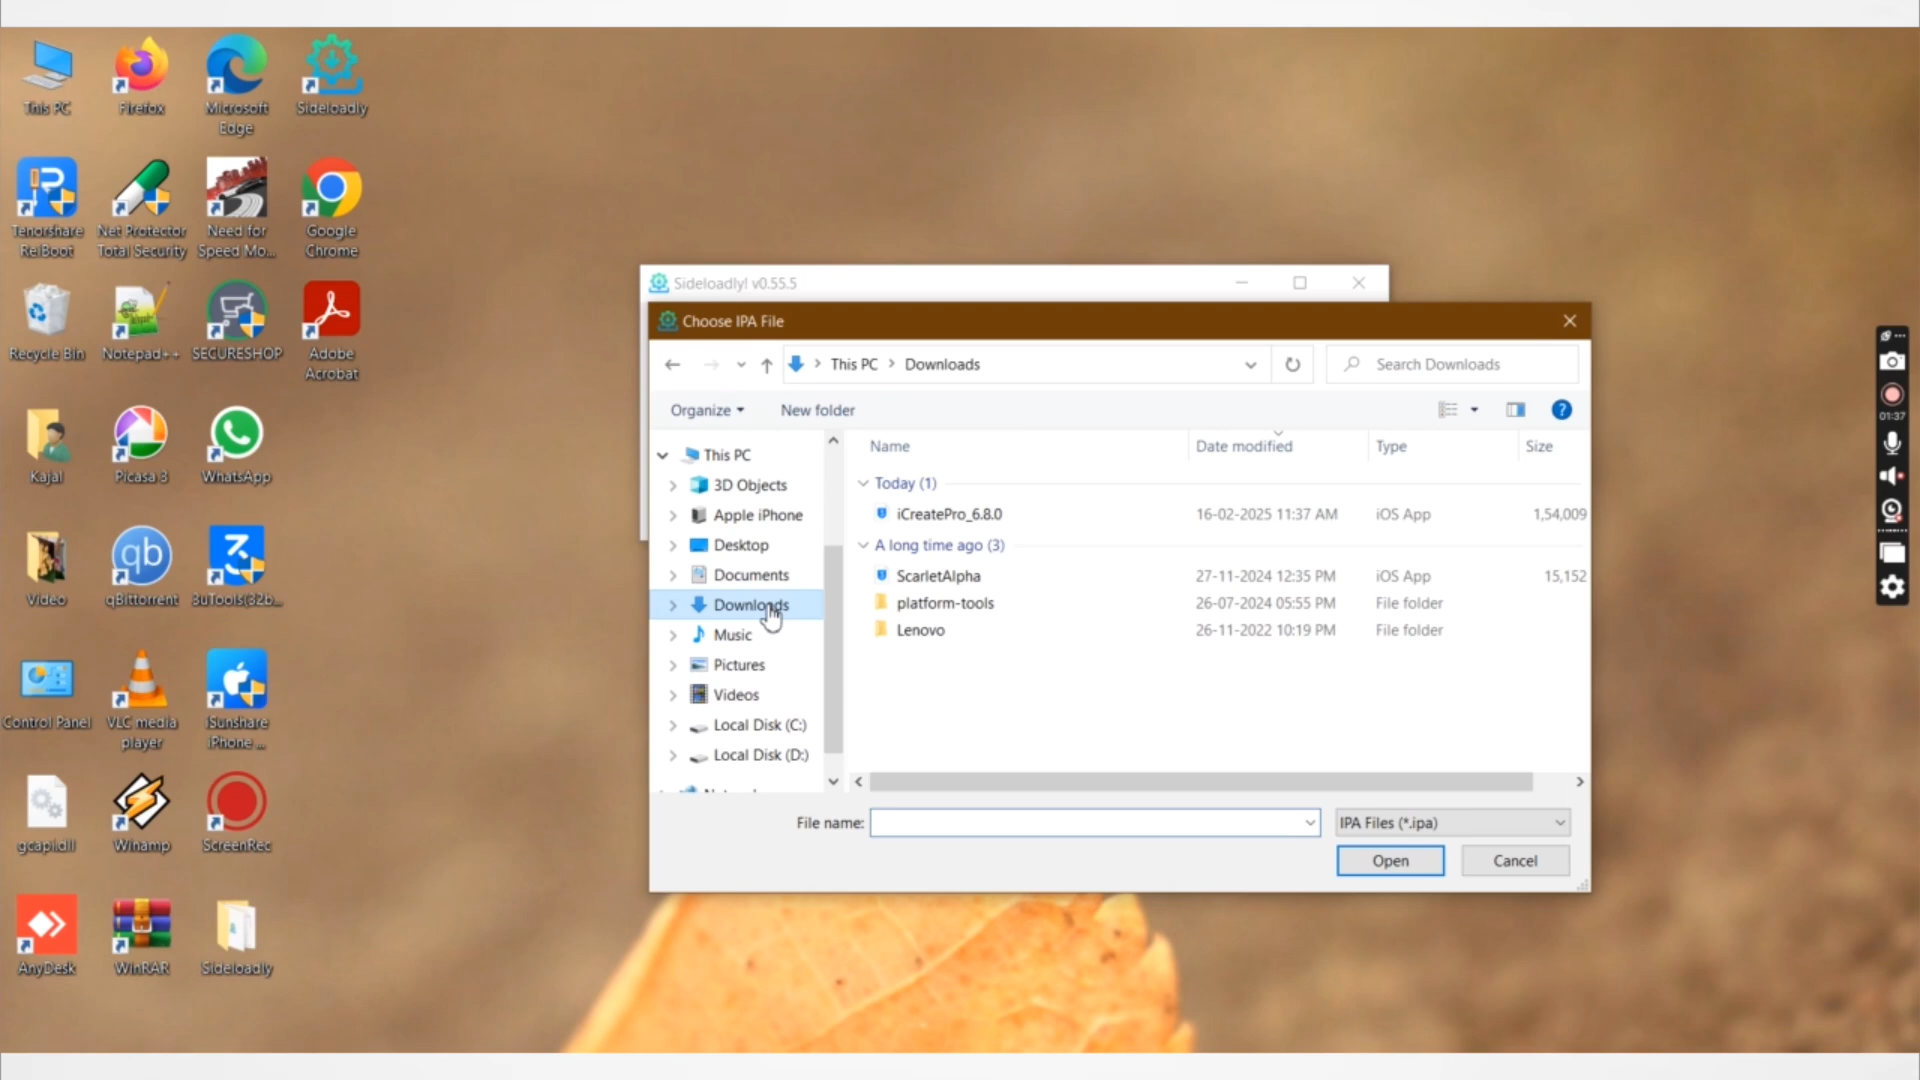 This PC
Firefox
Microsoft
Edge
Sideloadly
Tenorshare
ReiBoot
Net Protector
Total Security
Need for
Speed Mo...
Google
Chrome
Recycle Bin
Notepad++
SECURESHOP
Adobe
Acrobat
Kajal
Picasa 3
WhatsApp
Video
qBittorrent
3uTools(32b...
Control Panel
VLC media
player
iSunshare
iPhone ...
gcapi.dll
Winamp
ScreenRec
AnyDesk
WinRAR
Sideloadly
Sideloadly! v0.55.5
Choose IPA File
This PC > Downloads
Search Downloads
Organize
New folder
This PC
3D Objects
Apple iPhone
Desktop
Documents
Downloads
Music
Pictures
Videos
Local Disk (C:)
Local Disk (D:)
Name Date modified Type Size
Today (1)
iCreatePro_6.8.0 16-02-2025 11:37 AM iOS App 1,54,009
A long time ago (3)
ScarletAlpha 27-11-2024 12:35 PM iOS App 15,152
platform-tools 26-07-2024 05:55 PM File folder
Lenovo 26-11-2022 10:19 PM File folder
File name:
IPA Files (*.ipa)
Open
Cancel
01:37